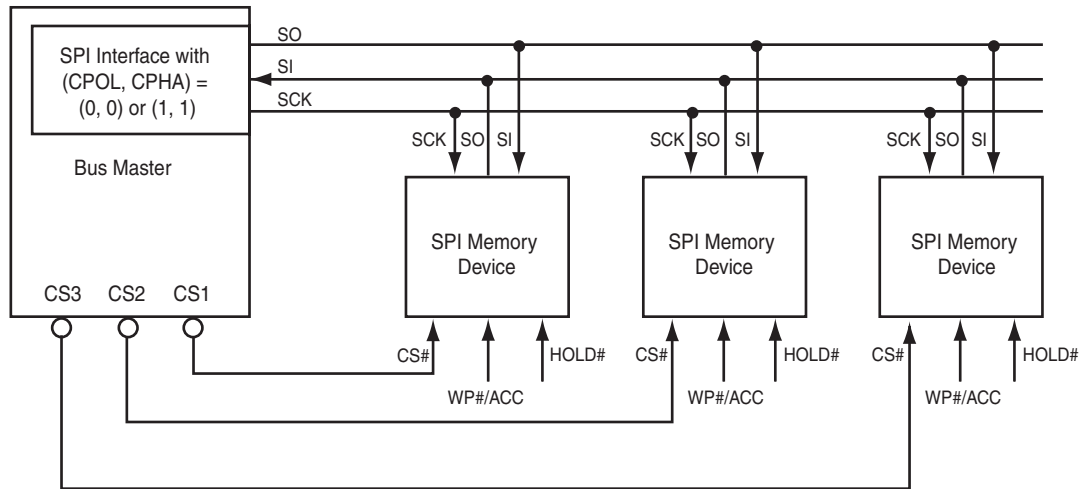 SPI Interface with
(CPOL, CPHA) =
(0, 0) or (1, 1)
Bus Master
CS3 CS2 CS1
SO
SI
SCK
SCK SO SI
SCK SO SI
SCK SO SI
SPI Memory
Device
SPI Memory
Device
SPI Memory
Device
CS#
WP#/ACC
HOLD#
CS#
WP#/ACC
HOLD#
CS#
WP#/ACC
HOLD#